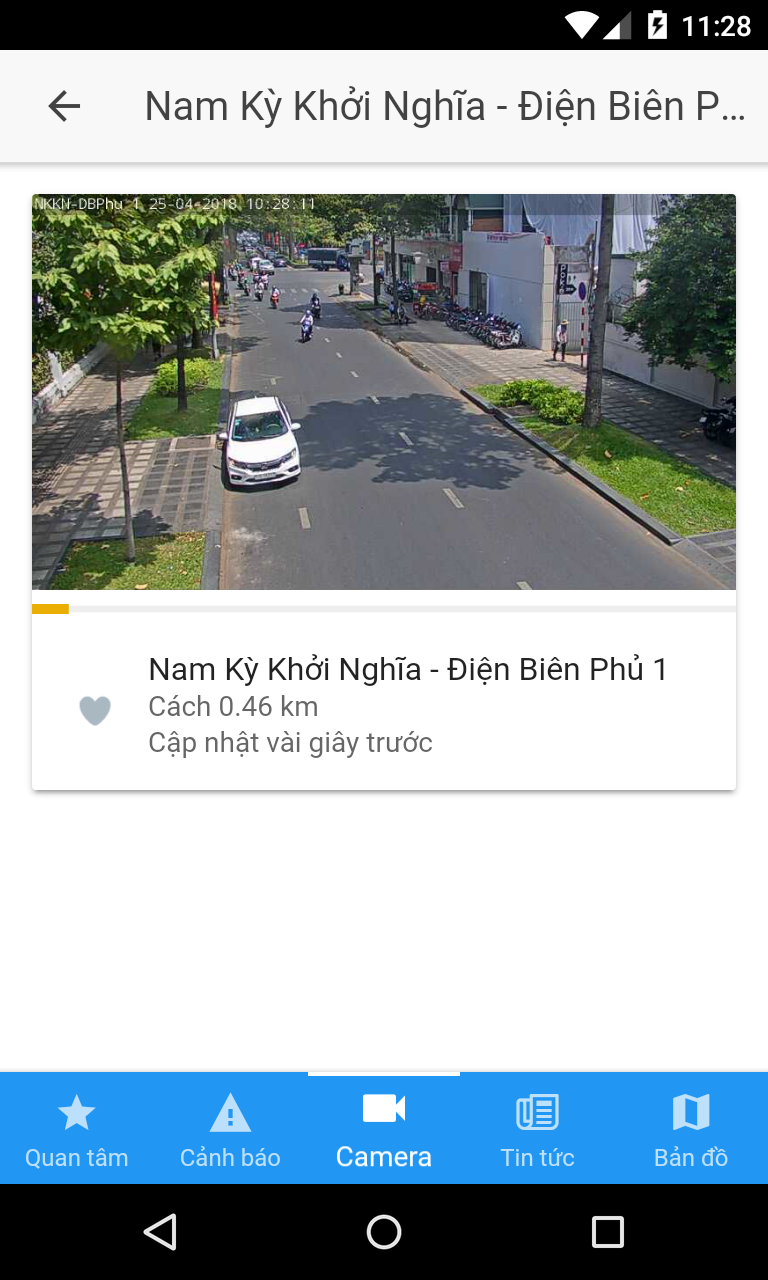 11:28
Nam Kỳ Khởi Nghĩa - Điện Biên P...
NKKN-DBPhu 1 25-04-2018 10:28:11
Nam Kỳ Khởi Nghĩa - Điện Biên Phủ 1
Cách 0.46 km
Cập nhật vài giây trước
Quan tâm
Cảnh báo
Camera
Tin tức
Bản đồ